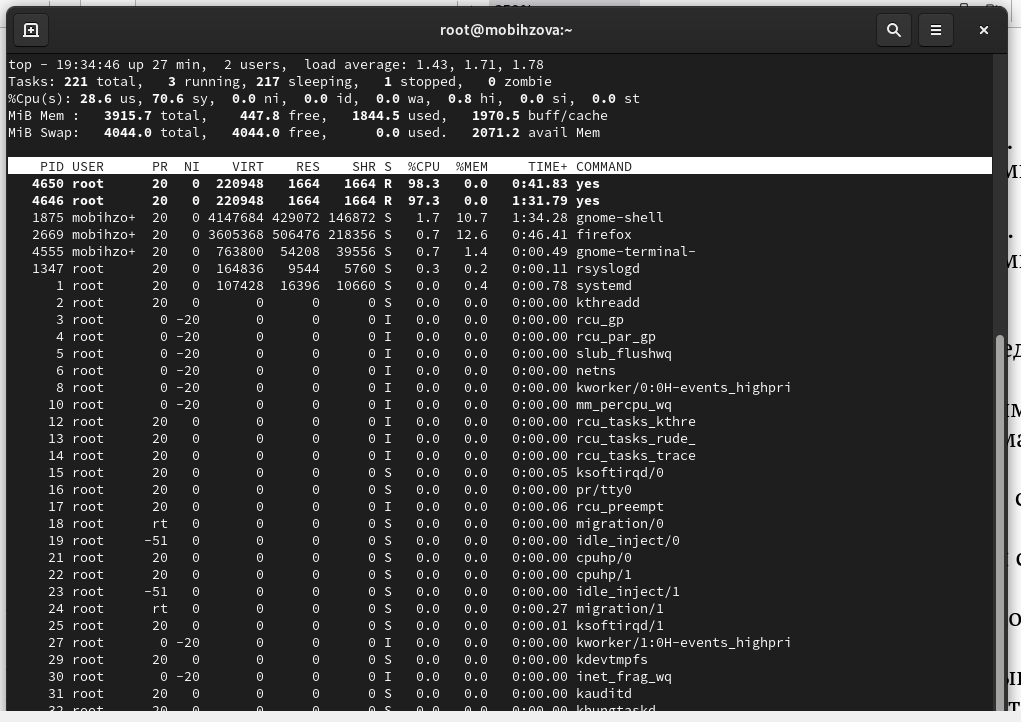 root@mobihzova:~
top - 19:34:46 up 27 min,  2 users,  load average: 1.43, 1.71, 1.78
Tasks: 221 total,   3 running, 217 sleeping,   1 stopped,   0 zombie
%Cpu(s): 28.6 us, 70.6 sy,  0.0 ni,  0.0 id,  0.0 wa,  0.8 hi,  0.0 si,  0.0 st
MiB Mem :   3915.7 total,    447.8 free,   1844.5 used,   1970.5 buff/cache
MiB Swap:   4044.0 total,   4044.0 free,      0.0 used.   2071.2 avail Mem
PID USER      PR  NI    VIRT    RES    SHR S  %CPU  %MEM     TIME+ COMMAND
4650 root      20   0  220948   1664   1664 R  98.3   0.0   0:41.83 yes
4646 root      20   0  220948   1664   1664 R  97.3   0.0   1:31.79 yes
1875 mobihzo+  20   0 4147684 429072 146872 S   1.7  10.7   1:34.28 gnome-shell
2669 mobihzo+  20   0 3605368 506476 218356 S   0.7  12.6   0:46.41 firefox
4555 mobihzo+  20   0  763800  54208  39556 S   0.7   1.4   0:00.49 gnome-terminal-
1347 root      20   0  164836   9544   5760 S   0.3   0.2   0:00.11 rsyslogd
1 root      20   0  107428  16396  10660 S   0.0   0.4   0:00.78 systemd
2 root      20   0       0      0      0 S   0.0   0.0   0:00.00 kthreadd
3 root       0 -20       0      0      0 I   0.0   0.0   0:00.00 rcu_gp
4 root       0 -20       0      0      0 I   0.0   0.0   0:00.00 rcu_par_gp
5 root       0 -20       0      0      0 I   0.0   0.0   0:00.00 slub_flushwq
6 root       0 -20       0      0      0 I   0.0   0.0   0:00.00 netns
8 root       0 -20       0      0      0 I   0.0   0.0   0:00.00 kworker/0:0H-events_highpri
10 root       0 -20       0      0      0 I   0.0   0.0   0:00.00 mm_percpu_wq
12 root      20   0       0      0      0 I   0.0   0.0   0:00.00 rcu_tasks_kthre
13 root      20   0       0      0      0 I   0.0   0.0   0:00.00 rcu_tasks_rude_
14 root      20   0       0      0      0 I   0.0   0.0   0:00.00 rcu_tasks_trace
15 root      20   0       0      0      0 S   0.0   0.0   0:00.05 ksoftirqd/0
16 root      20   0       0      0      0 S   0.0   0.0   0:00.00 pr/tty0
17 root      20   0       0      0      0 I   0.0   0.0   0:00.06 rcu_preempt
18 root      rt   0       0      0      0 S   0.0   0.0   0:00.00 migration/0
19 root     -51   0       0      0      0 S   0.0   0.0   0:00.00 idle_inject/0
21 root      20   0       0      0      0 S   0.0   0.0   0:00.00 cpuhp/0
22 root      20   0       0      0      0 S   0.0   0.0   0:00.00 cpuhp/1
23 root     -51   0       0      0      0 S   0.0   0.0   0:00.00 idle_inject/1
24 root      rt   0       0      0      0 S   0.0   0.0   0:00.27 migration/1
25 root      20   0       0      0      0 S   0.0   0.0   0:00.01 ksoftirqd/1
27 root       0 -20       0      0      0 I   0.0   0.0   0:00.00 kworker/1:0H-events_highpri
29 root      20   0       0      0      0 S   0.0   0.0   0:00.00 kdevtmpfs
30 root       0 -20       0      0      0 I   0.0   0.0   0:00.00 inet_frag_wq
31 root      20   0       0      0      0 S   0.0   0.0   0:00.00 kauditd
32 root      20   0       0      0      0 S   0.0   0.0   0:00.00 khungtaskd